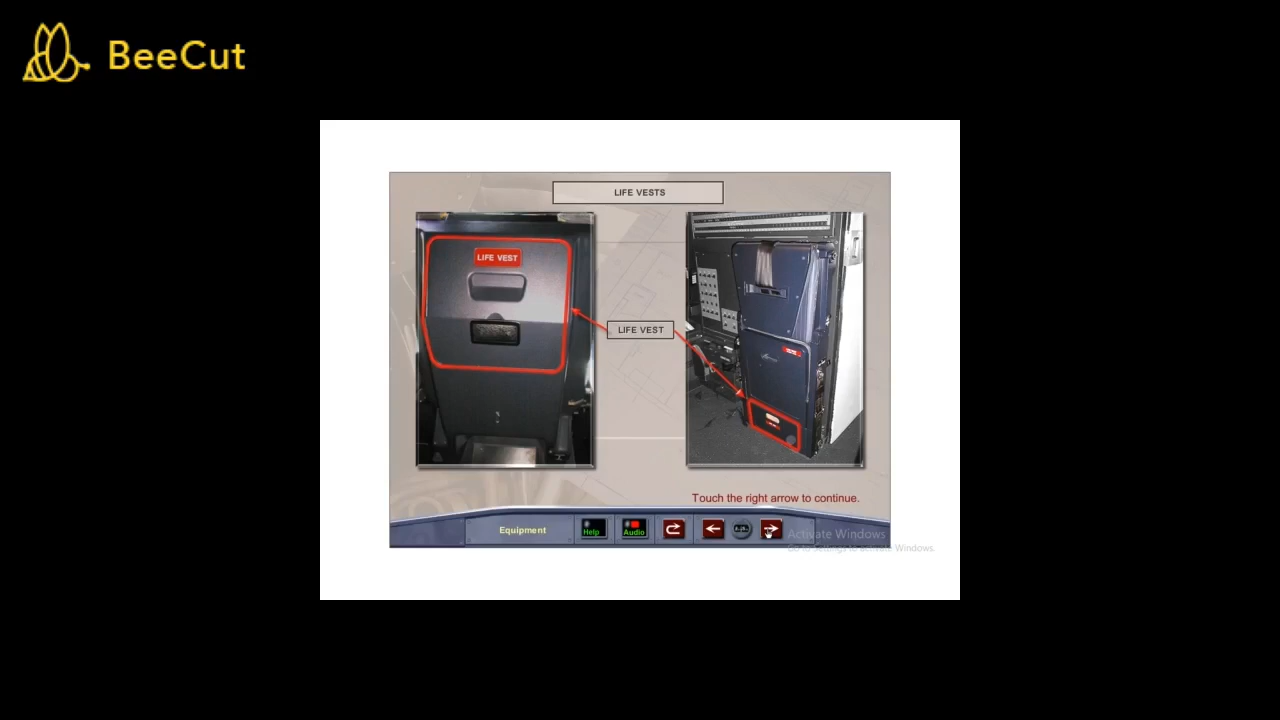 BeeCut
LIFE VESTS
LIFE VEST
LIFE VEST
Touch the right arrow to continue.
Equipment
Help
Audio
Activate Windows
Go to Settings to activate Windows.